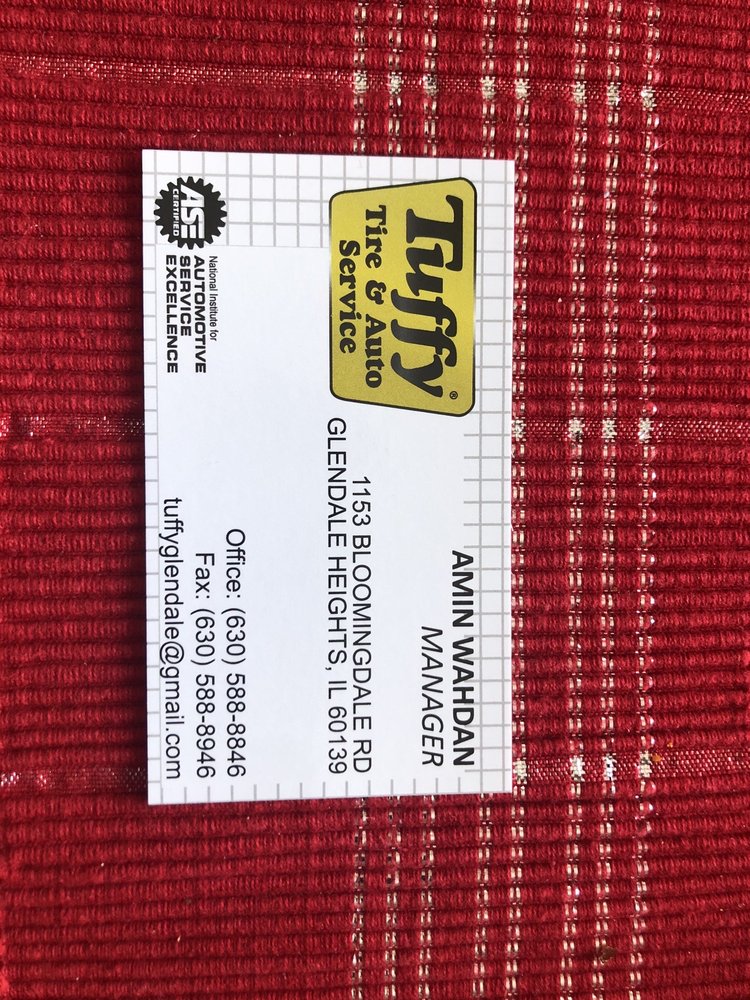 Tuffy®
Tire & Auto
Service
AMIN WAHDAN
MANAGER
1153 BLOOMINGDALE RD
GLENDALE HEIGHTS, IL 60139
ASE
CERTIFIED
National Institute for
AUTOMOTIVE
SERVICE
EXCELLENCE
Office: (630) 588-8846
Fax: (630) 588-8946
tuffyglendale@gmail.com